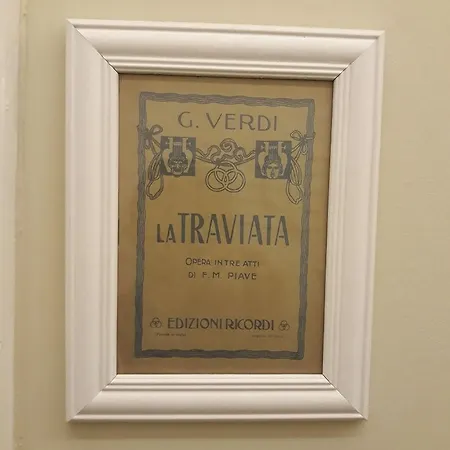 G. VERDI
LA TRAVIATA
OPERA IN TRE ATTI
DI F. M. PIAVE
EDIZIONI RICORDI